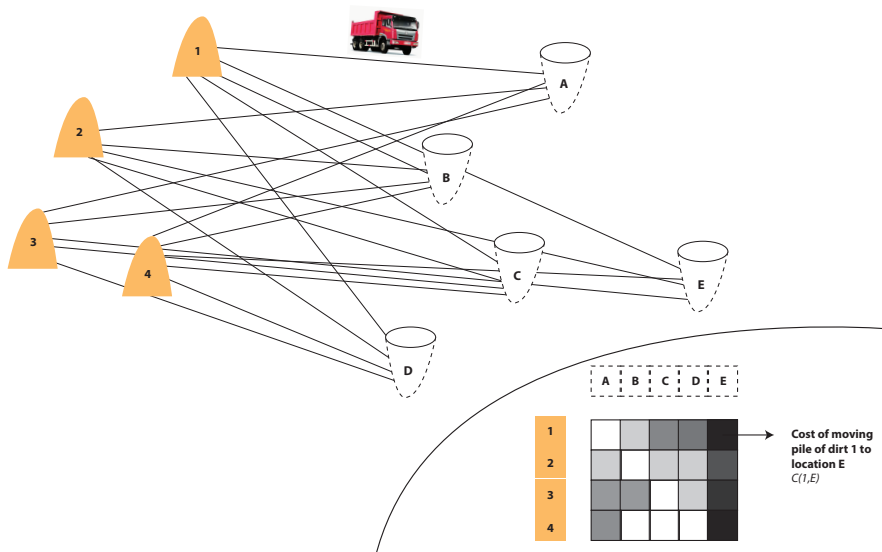 1
A
2
B
3
4
C
E
D
A B C D E
1
2
3
4
Cost of moving
pile of dirt 1 to
location E
C(1,E)